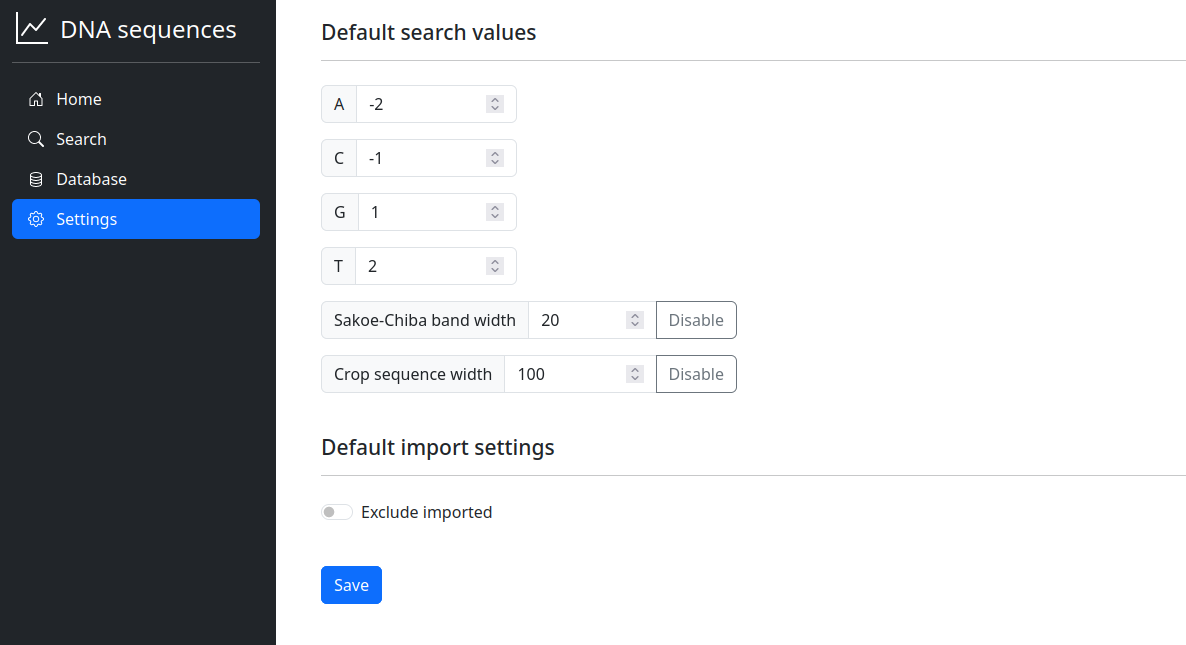 DNA sequences
Home
Search
Database
Settings
Default search values
A -2
C -1
G 1
T 2
Sakoe-Chiba band width 20 Disable
Crop sequence width 100 Disable
Default import settings
Exclude imported
Save